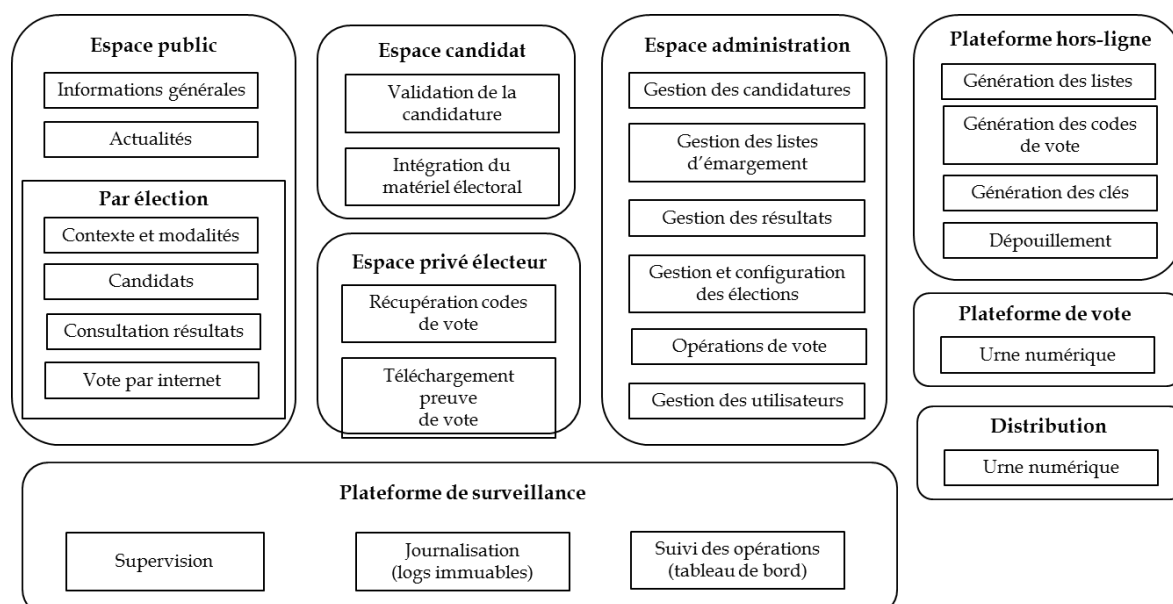 Espace public
Informations générales
Actualités
Par élection
Contexte et modalités
Candidats
Consultation résultats
Vote par internet
Espace candidat
Validation de la
candidature
Intégration du
matériel électoral
Espace privé électeur
Récupération codes
de vote
Téléchargement
preuve
de vote
Espace administration
Gestion des candidatures
Gestion des listes
d’émargement
Gestion des résultats
Gestion et configuration
des élections
Opérations de vote
Gestion des utilisateurs
Plateforme hors-ligne
Génération des listes
Génération des codes
de vote
Génération des clés
Dépouillement
Plateforme de vote
Urne numérique
Distribution
Urne numérique
Plateforme de surveillance
Supervision
Journalisation
(logs immuables)
Suivi des opérations
(tableau de bord)